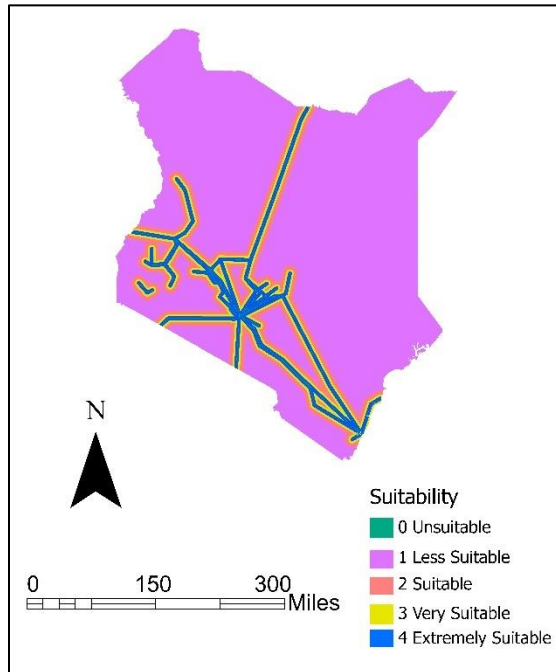 N
Suitability
0 Unsuitable
1 Less Suitable
2 Suitable
3 Very Suitable
4 Extremely Suitable
0 150 300
Miles